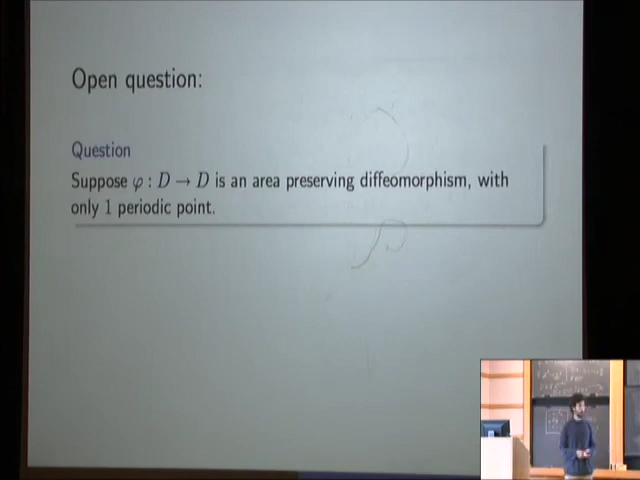 Open question:
Question
Suppose φ : D → D is an area preserving diffeomorphism, with
only 1 periodic point.